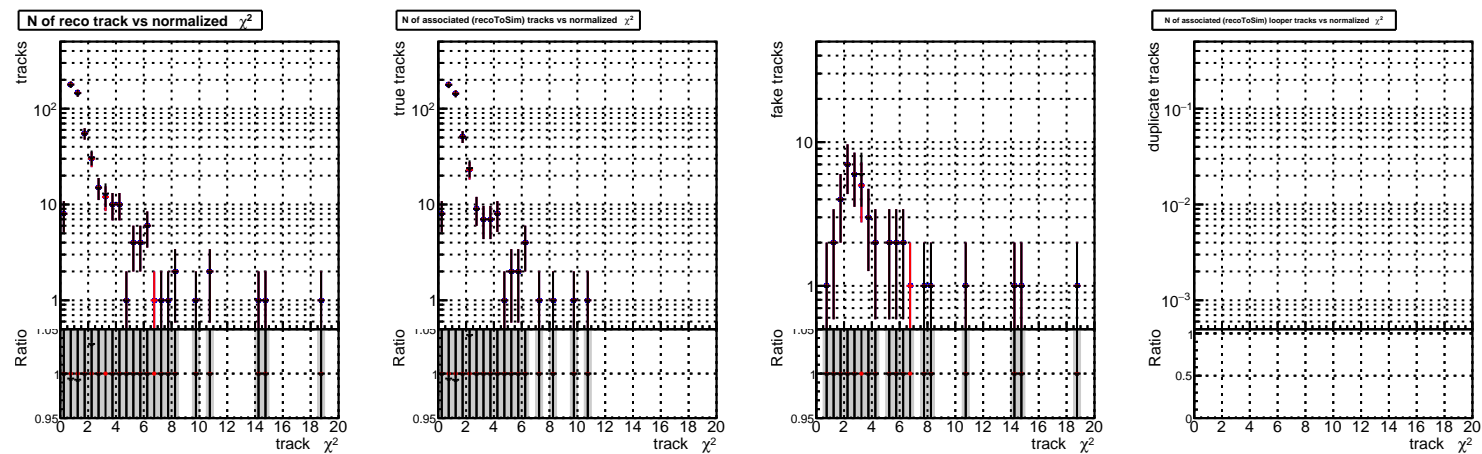 N of reco track vs normalized χ²
tracks
10²
10
1
Ratio
1.05
1
0.95
0 2 4 6 8 10 12 14 16 18 20
track χ²
N of associated (recoToSim) tracks vs normalized χ²
true tracks
10²
10
1
Ratio
1.05
1
0.95
0 2 4 6 8 10 12 14 16 18 20
track χ²
fake tracks
10
1
Ratio
1.05
1
0.95
0 2 4 6 8 10 12 14 16 18 20
track χ²
N of associated (recoToSim) looper tracks vs normalized χ²
duplicate tracks
10⁻¹
10⁻²
10⁻³
Ratio
1
0.5
0
0 2 4 6 8 10 12 14 16 18 20
track χ²